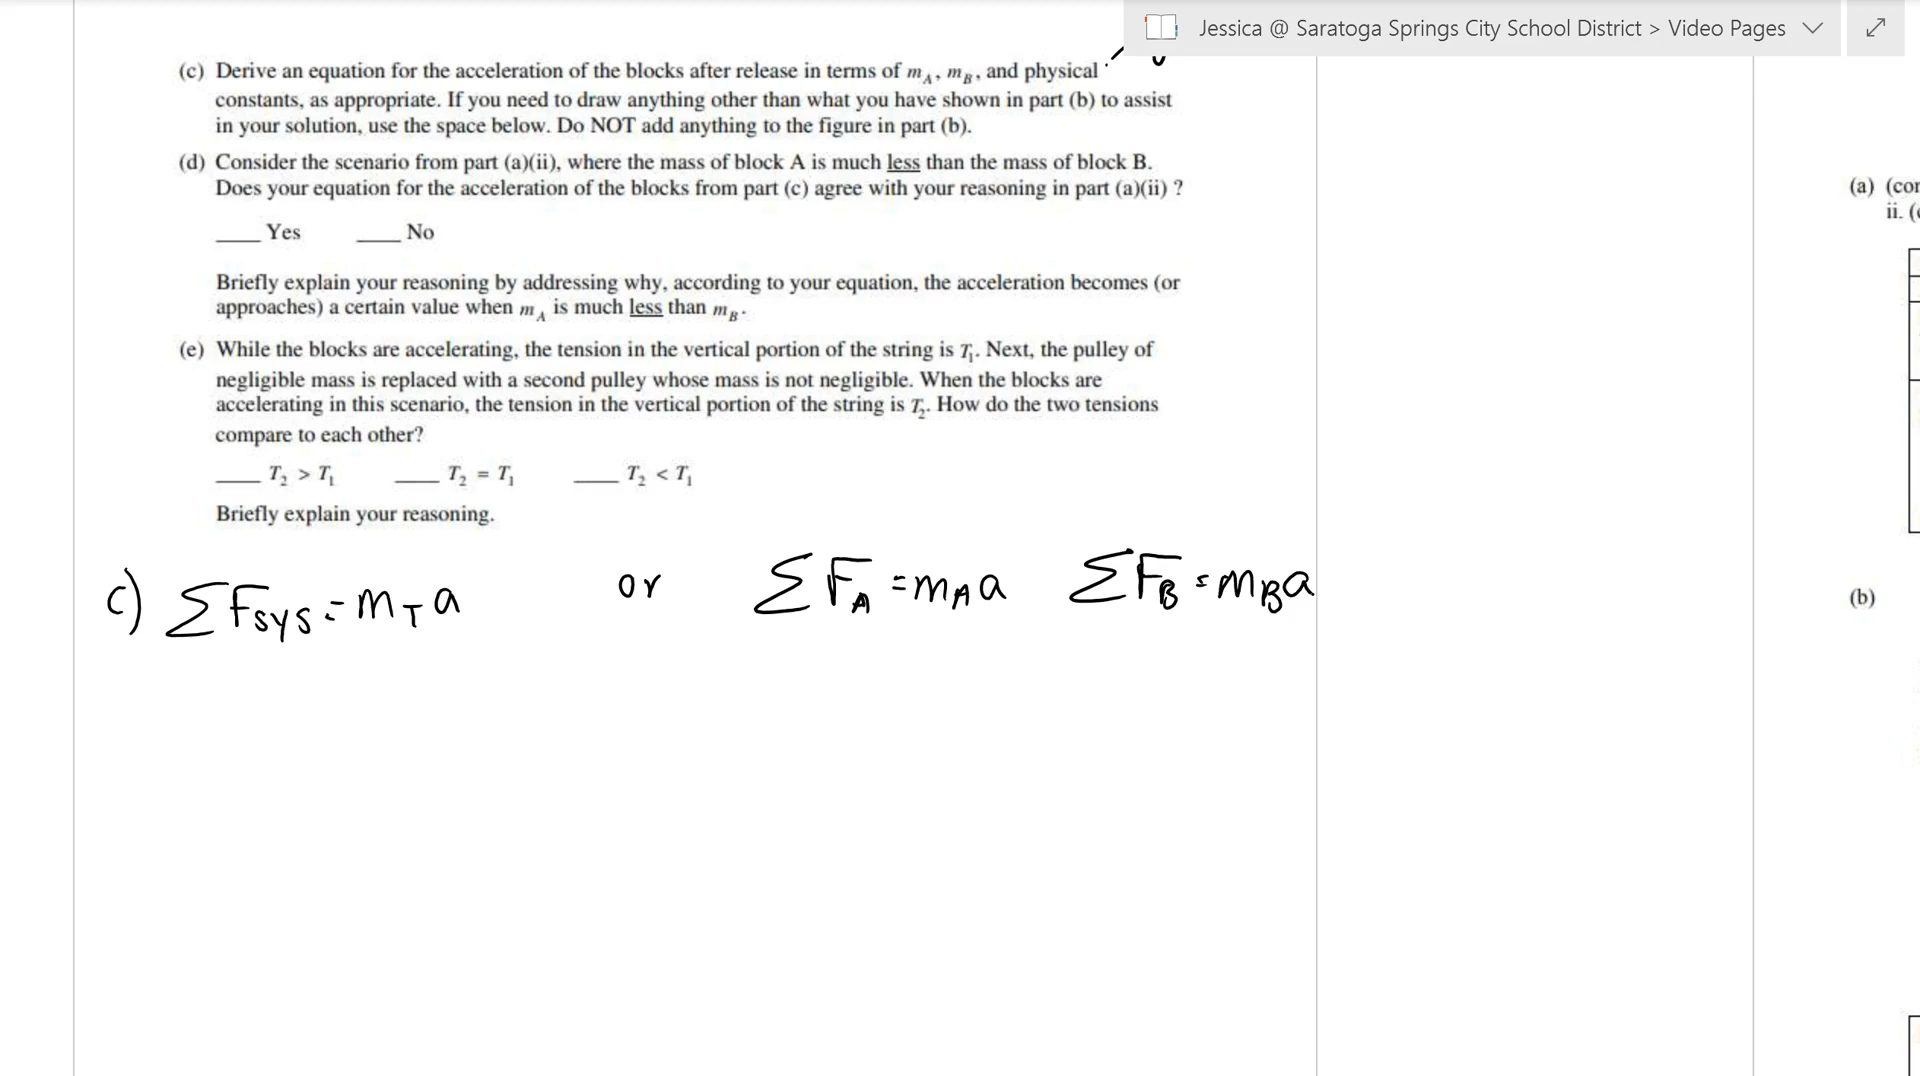 Jessica @ Saratoga Springs City School District > Video Pages
(c) Derive an equation for the acceleration of the blocks after release in terms of m_A, m_B, and physical
constants, as appropriate. If you need to draw anything other than what you have shown in part (b) to assist
in your solution, use the space below. Do NOT add anything to the figure in part (b).
(d) Consider the scenario from part (a)(ii), where the mass of block A is much less than the mass of block B.
Does your equation for the acceleration of the blocks from part (c) agree with your reasoning in part (a)(ii) ?
____ Yes ____ No
Briefly explain your reasoning by addressing why, according to your equation, the acceleration becomes (or
approaches) a certain value when m_A is much less than m_B.
(e) While the blocks are accelerating, the tension in the vertical portion of the string is T_1. Next, the pulley of
negligible mass is replaced with a second pulley whose mass is not negligible. When the blocks are
accelerating in this scenario, the tension in the vertical portion of the string is T_2. How do the two tensions
compare to each other?
____ T_2 > T_1 ____ T_2 = T_1 ____ T_2 < T_1
Briefly explain your reasoning.
c) ΣF_sys = m_T a or ΣF_A = m_A a ΣF_B = m_B a
(a) (cor
ii. (
(b)